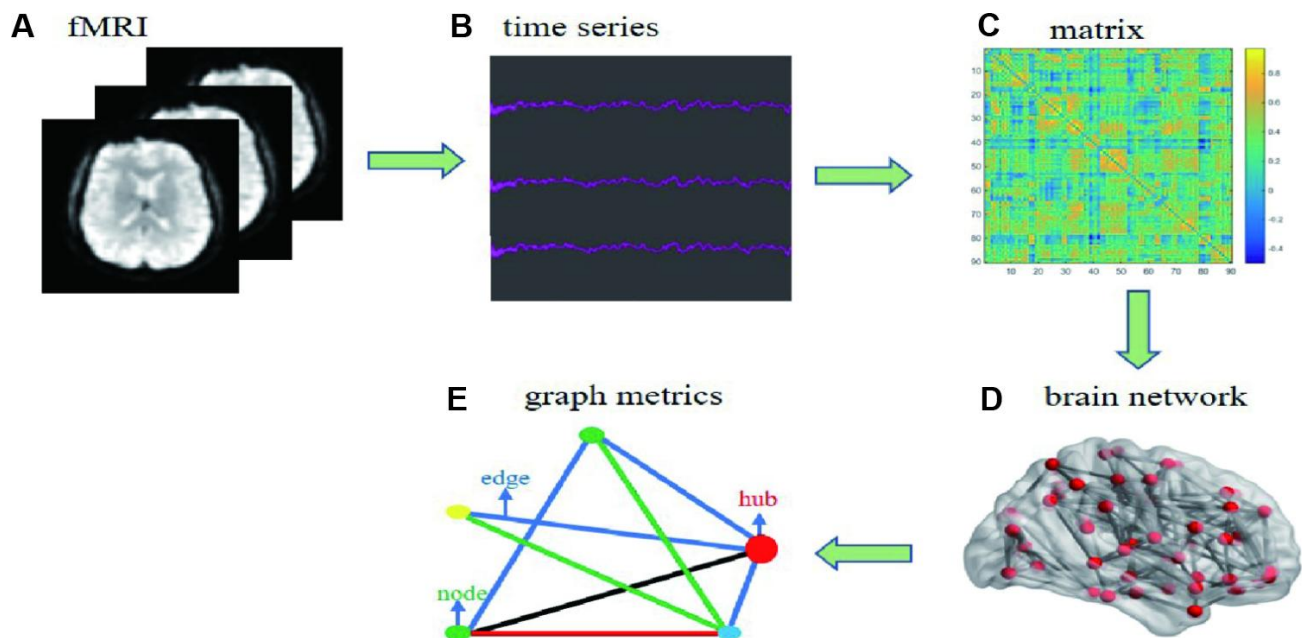 A fMRI
B time series
C matrix
10
20
30
40
50
60
70
80
90
10 20 30 40 50 60 70 80 90
0.8
0.6
0.4
0.2
0
-0.2
-0.4
D brain network
E graph metrics
edge
hub
node